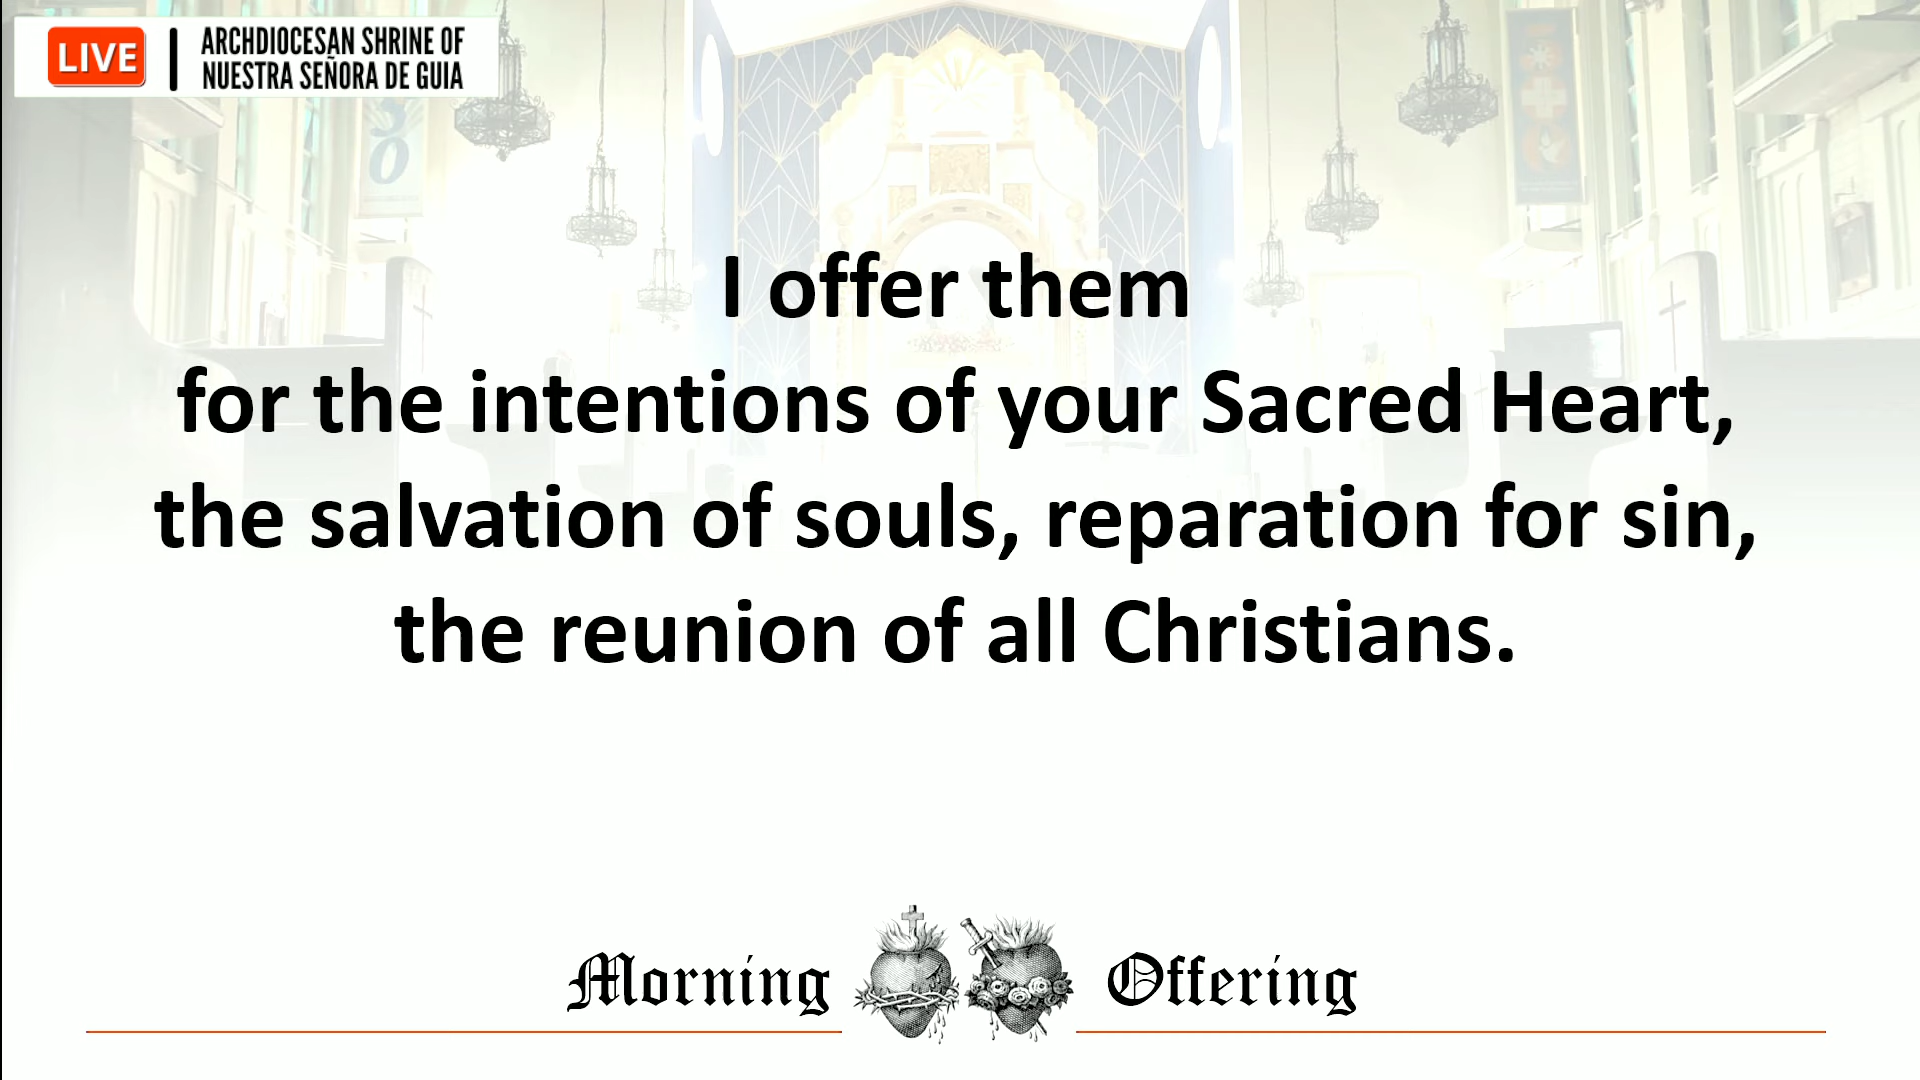 LIVE
ARCHDIOCESAN SHRINE OF
NUESTRA SEÑORA DE GUIA
I offer them
for the intentions of your Sacred Heart,
the salvation of souls, reparation for sin,
the reunion of all Christians.
Morning Offering